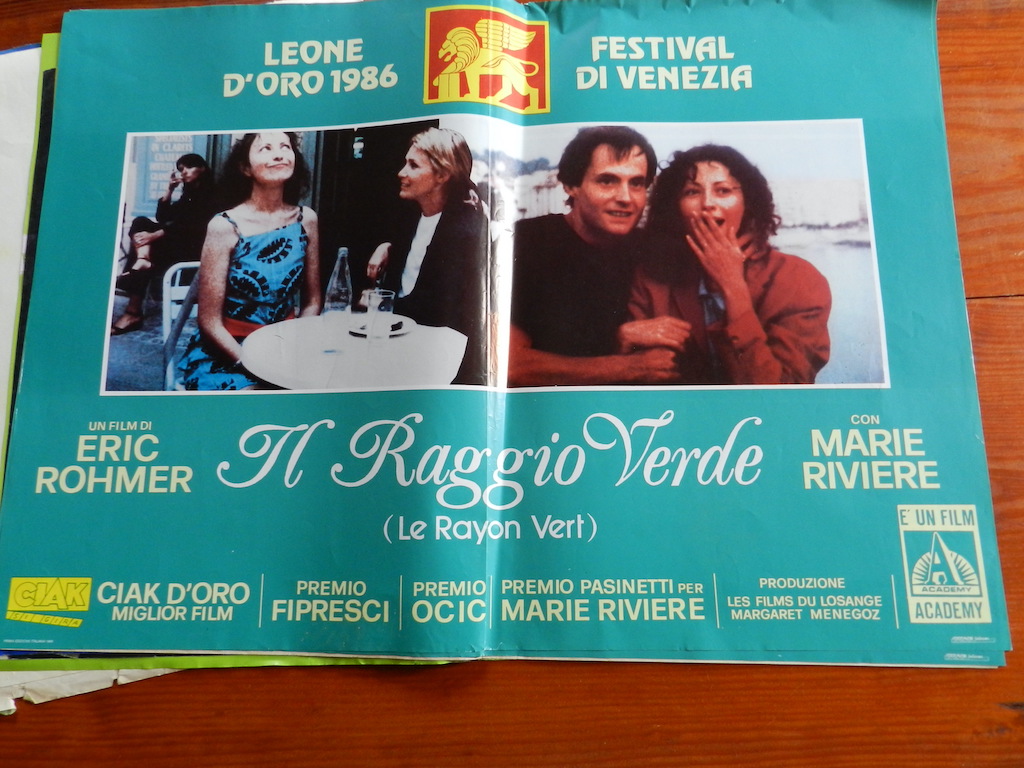 LEONE
D'ORO 1986
FESTIVAL
DI VENEZIA
UN FILM DI
ERIC
ROHMER
Il Raggio Verde
(Le Rayon Vert)
CON
MARIE
RIVIERE
CIAK
CIAK D'ORO
MIGLIOR FILM
PREMIO
FIPRESCI
PREMIO
OCIC
PREMIO PASINETTI PER
MARIE RIVIERE
PRODUZIONE
LES FILMS DU LOSANGE
MARGARET MENEGOZ
E' UN FILM
ACADEMY
ACADEMY